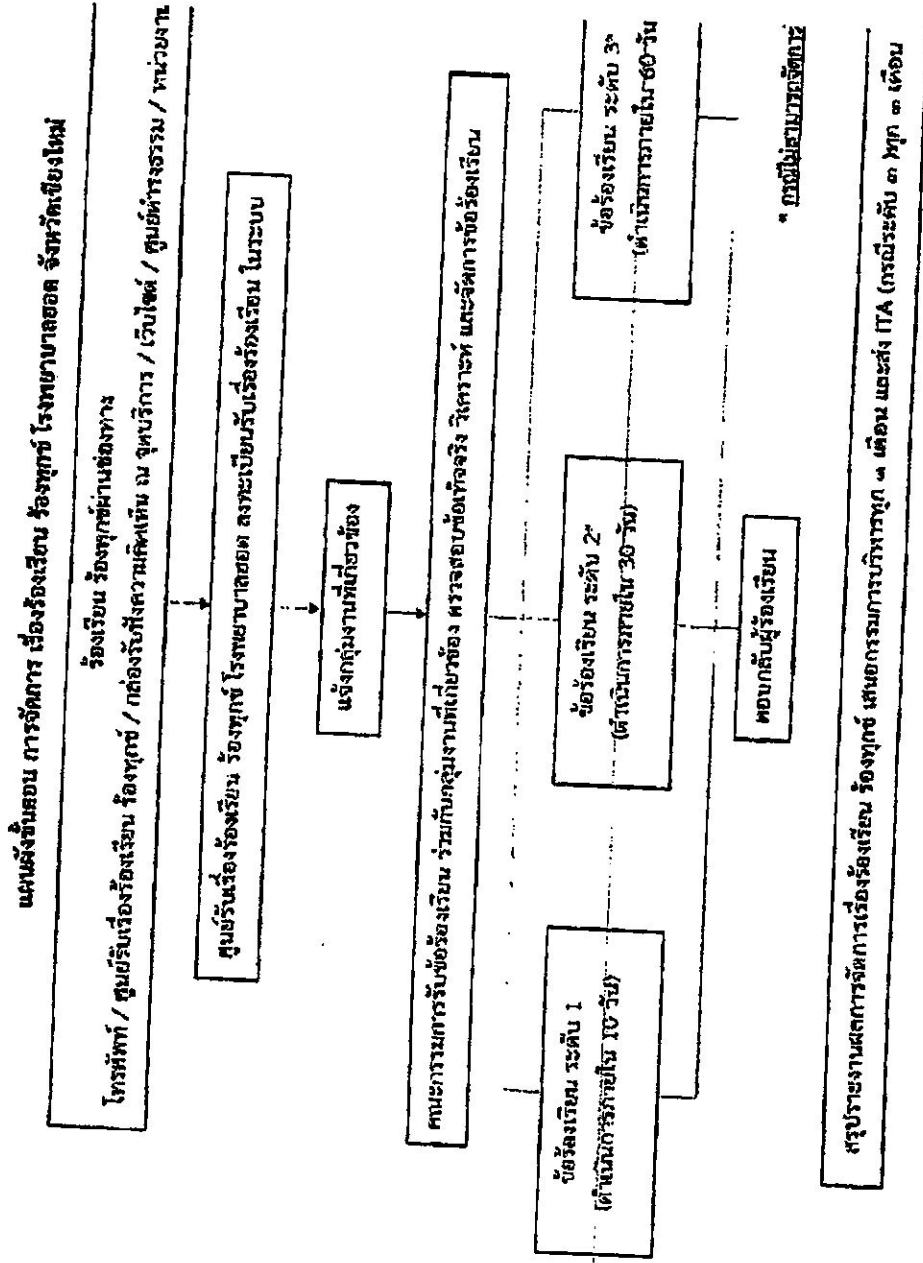 แผนผังขั้นตอน การจัดการ เรื่องร้องเรียน ร้องทุกข์ โรงพยาบาลฮอด จังหวัดเชียงใหม่
ร้องเรียน ร้องทุกข์ผ่านช่องทาง
โทรศัพท์ / ศูนย์รับเรื่องร้องเรียน ร้องทุกข์ / กล่องรับฟังความคิดเห็น ณ จุดบริการ / เว็บไซต์ / ศูนย์ดำรงธรรม / หน่วยงาน
ศูนย์รับเรื่องร้องเรียน ร้องทุกข์ โรงพยาบาลฮอด ลงทะเบียนรับเรื่องร้องเรียน ในระบบ
แจ้งกลุ่มงานที่เกี่ยวข้อง
คณะกรรมการรับข้อร้องเรียน ร่วมกับกลุ่มงานที่เกี่ยวข้อง ตรวจสอบข้อเท็จจริง วิเคราะห์ และจัดการข้อร้องเรียน
ข้อร้องเรียน ระดับ 1
(ดำเนินการภายใน 10 วัน)
ข้อร้องเรียน ระดับ 2*
(ดำเนินการภายใน 30 วัน)
ข้อร้องเรียน ระดับ 3*
(ดำเนินการภายใน 60 วัน
ตอบกลับผู้ร้องเรียน
* กรณีไม่สามารถจัดการ
สรุปรายงานผลการจัดการเรื่องร้องเรียน ร้องทุกข์ เสนอกรรมการบริหารทุก ๑ เดือน และส่ง ITA (กรณีระดับ ๓ )ทุก ๓ เดือน